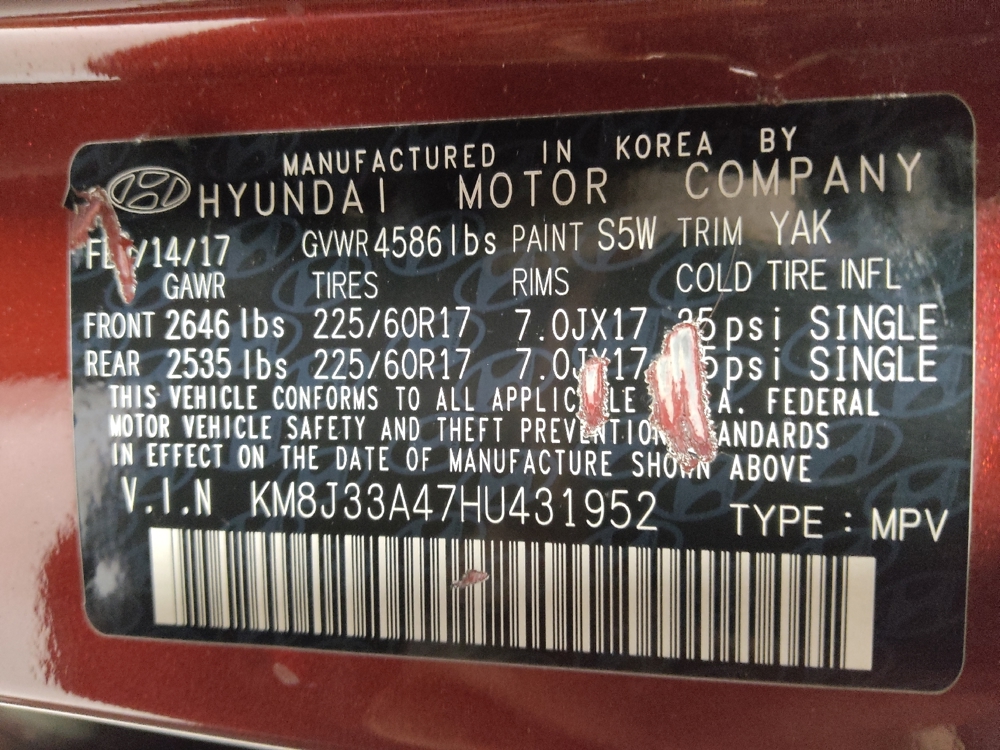 MANUFACTURED IN KOREA BY
HYUNDAI MOTOR COMPANY
/14/17 GVWR 4586lbs PAINT S5W TRIM YAK
GAWR TIRES RIMS COLD TIRE INFL
FRONT 2646 lbs 225/60R17 7.0JX17 psi SINGLE
REAR 2535 lbs 225/60R17 psi SINGLE
THIS VEHICLE CONFORMS TO ALL FEDERAL
MOTOR VEHICLE SAFETY AND THEFT PREVENTION
IN EFFECT ON THE DATE OF MANUFACTURE SHOWN ABOVE
V.I.N KM8J33A47HU431952 TYPE : MPV